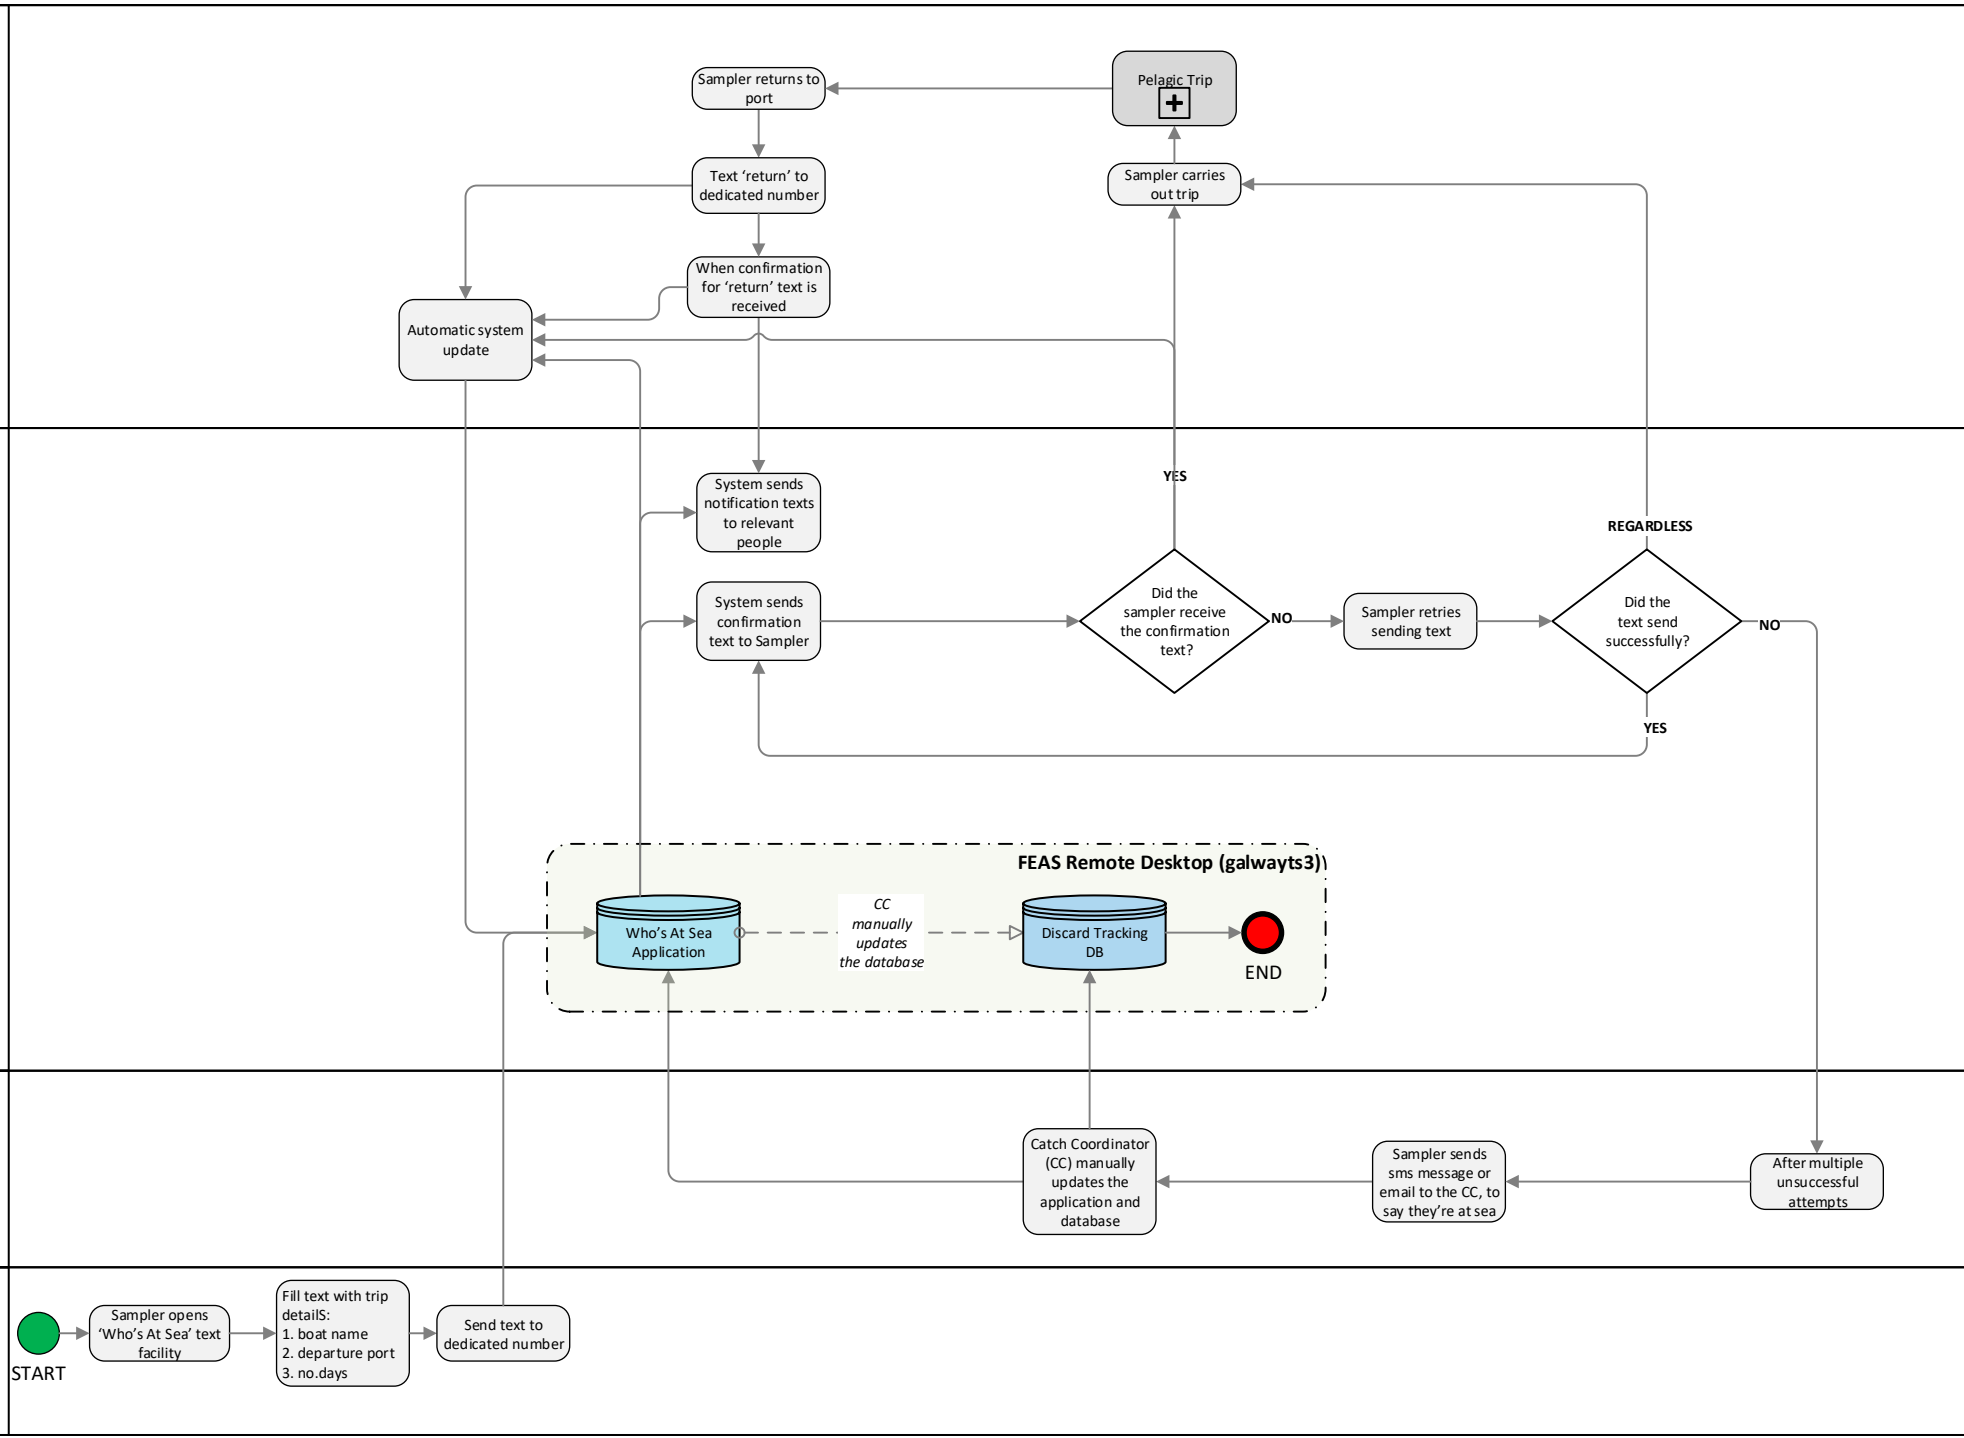 Pelagic Trip
Sampler returns to
port
Text ‘return’ to
dedicated number
Sampler carries
out trip
When confirmation
for ‘return’ text is
received
Automatic system
update
System sends
notification texts
to relevant
people
YES
REGARDLESS
System sends
confirmation
text to Sampler
Did the
sampler receive
the confirmation
text?
NO
Sampler retries
sending text
Did the
text send
successfully?
NO
YES
FEAS Remote Desktop (galwayts3)
Who’s At Sea
Application
CC
manually
updates
the database
Discard Tracking
DB
END
Catch Coordinator
(CC) manually
updates the
application and
database
Sampler sends
sms message or
email to the CC, to
say they’re at sea
After multiple
unsuccessful
attempts
START
Sampler opens
‘Who’s At Sea’ text
facility
Fill text with trip
detailS:
1. boat name
2. departure port
3. no.days
Send text to
dedicated number